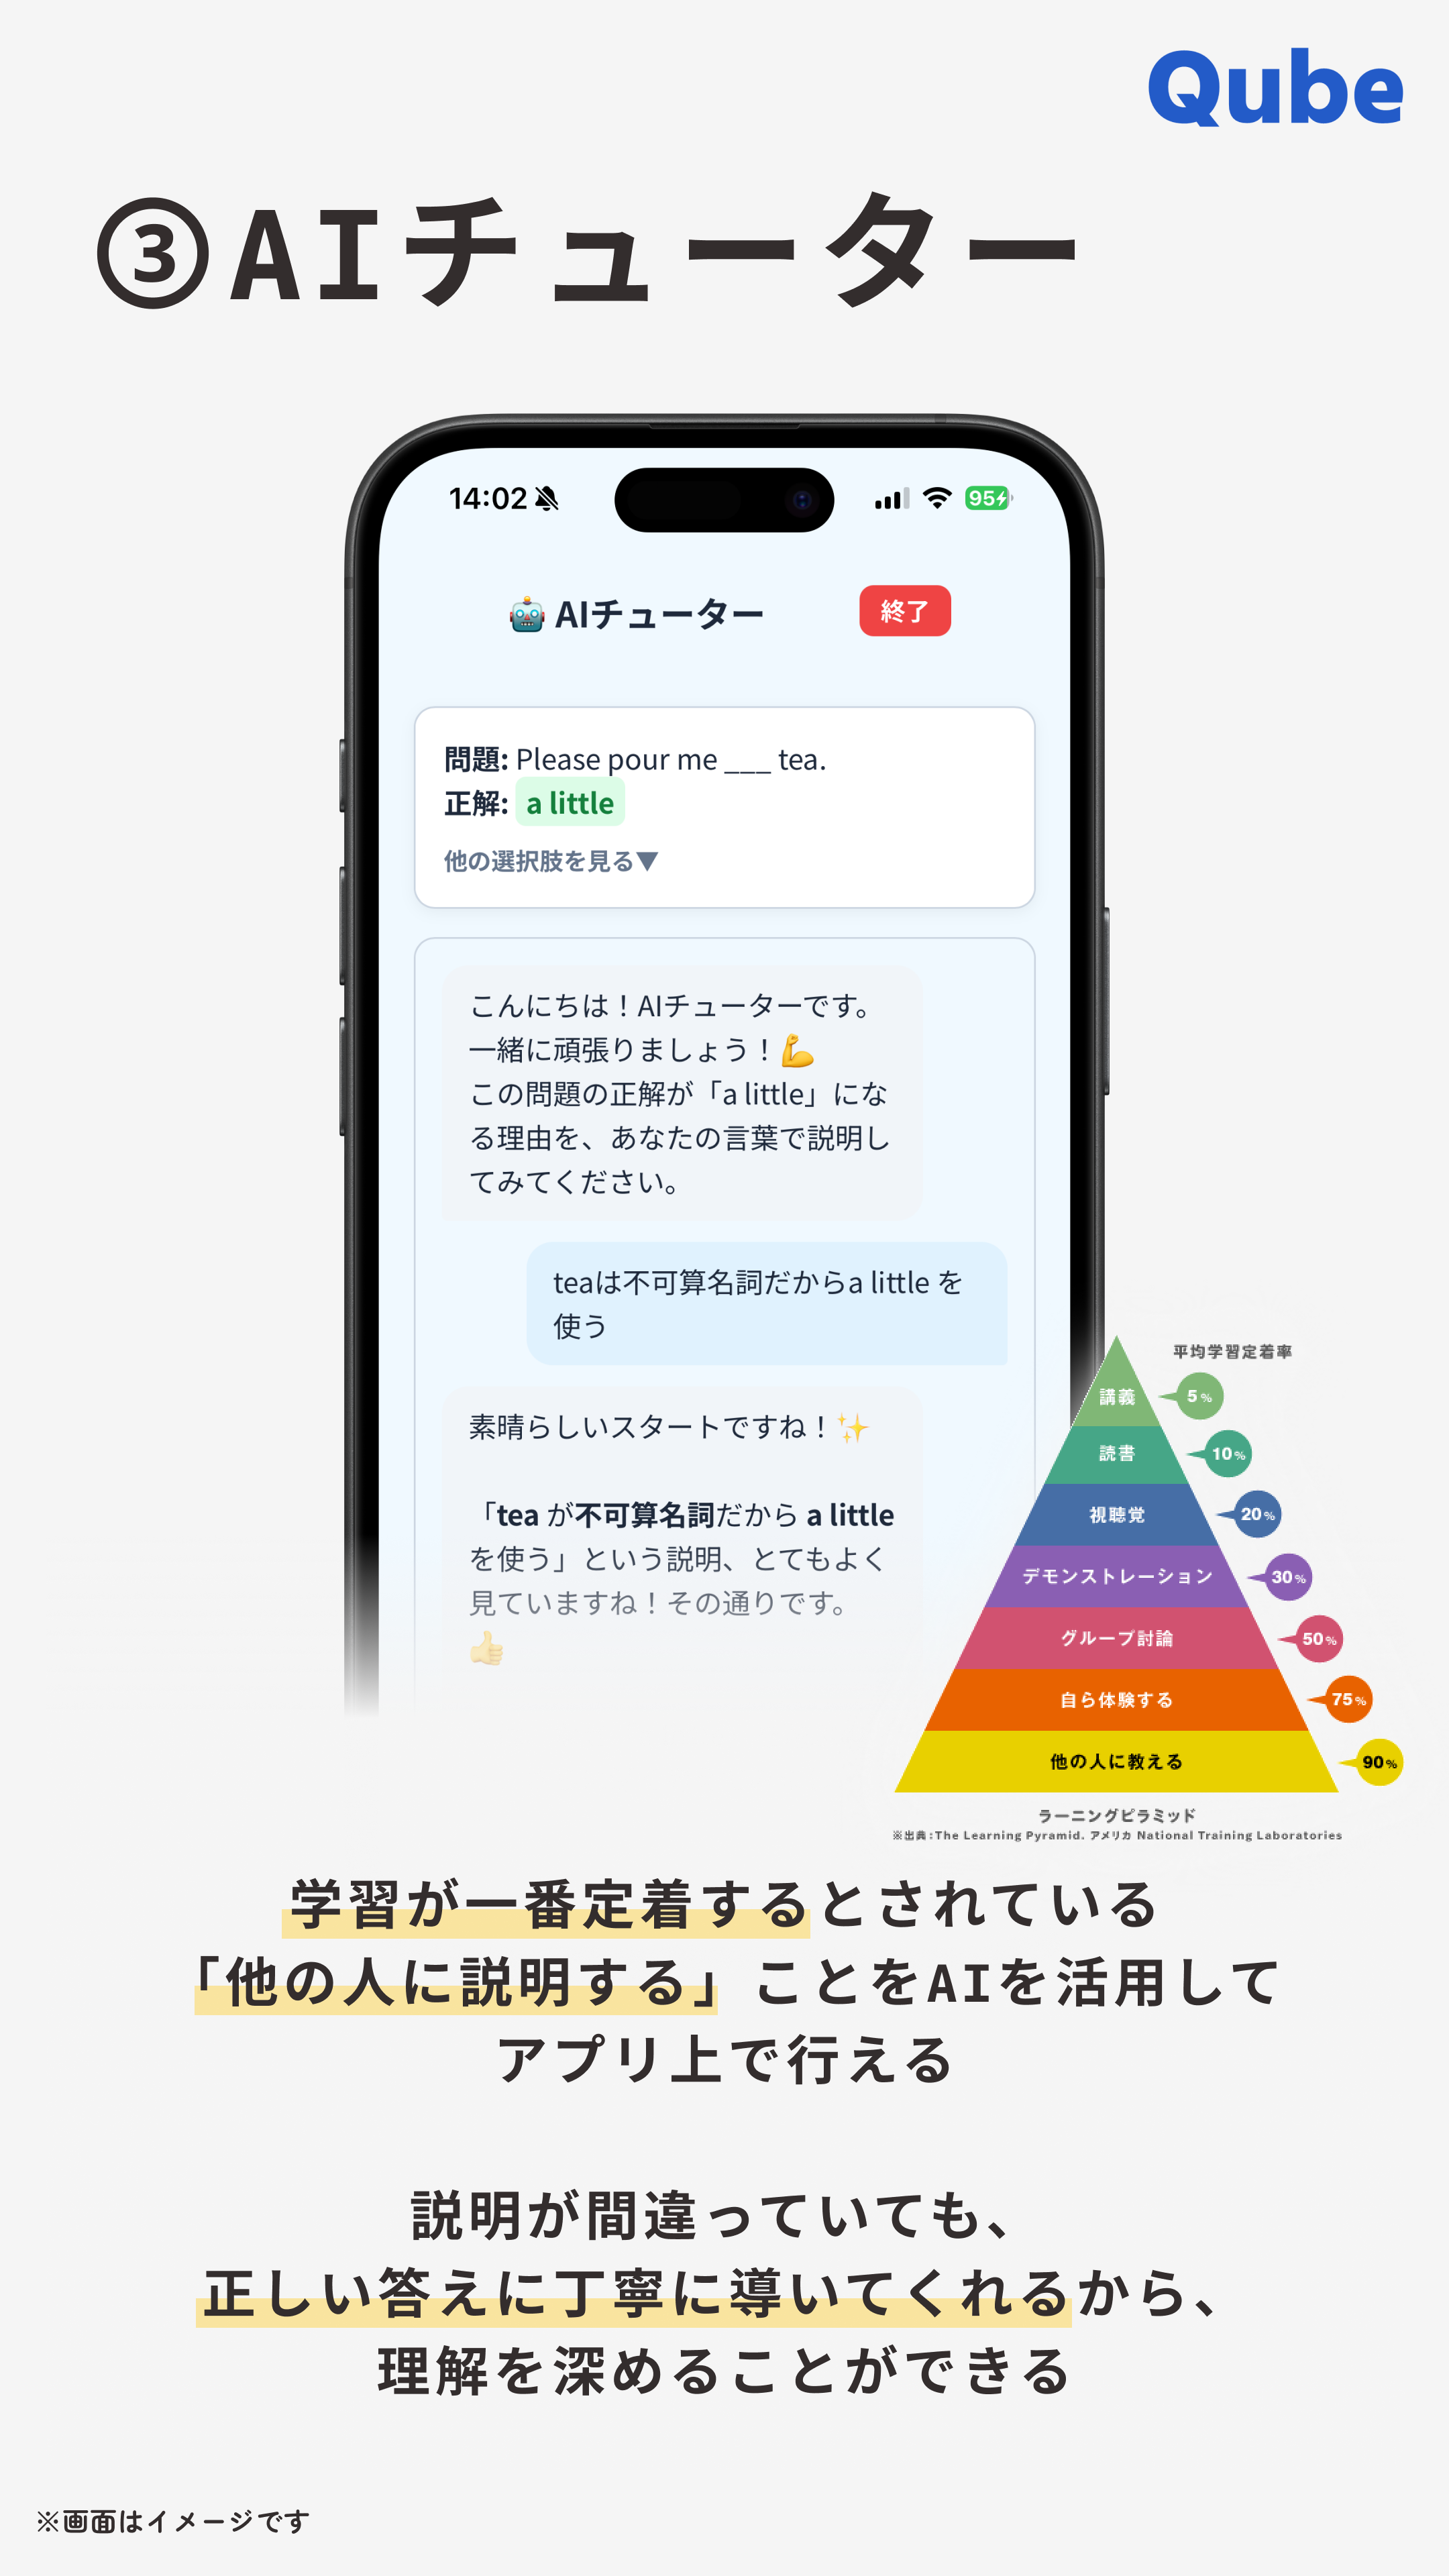 Qube
③AIチューター
14:02
95
AIチューター
終了
問題: Please pour me ___ tea.
正解: a little
他の選択肢を見る▼
こんにちは！AIチューターです。
一緒に頑張りましょう！💪
この問題の正解が「a little」にな
る理由を、あなたの言葉で説明し
てみてください。
teaは不可算名詞だからa little を
使う
素晴らしいスタートですね！✨
「tea が不可算名詞だから a little
を使う」という説明、とてもよく
見ていますね！その通りです。
👍
平均学習定着率
講義 5%
読書 10%
視聴覚 20%
デモンストレーション 30%
グループ討論 50%
自ら体験する 75%
他の人に教える 90%
ラーニングピラミッド
※出典:The Learning Pyramid. アメリカ National Training Laboratories
学習が一番定着するとされている
「他の人に説明する」ことをAIを活用して
アプリ上で行える
説明が間違っていても、
正しい答えに丁寧に導いてくれるから、
理解を深めることができる
※画面はイメージです